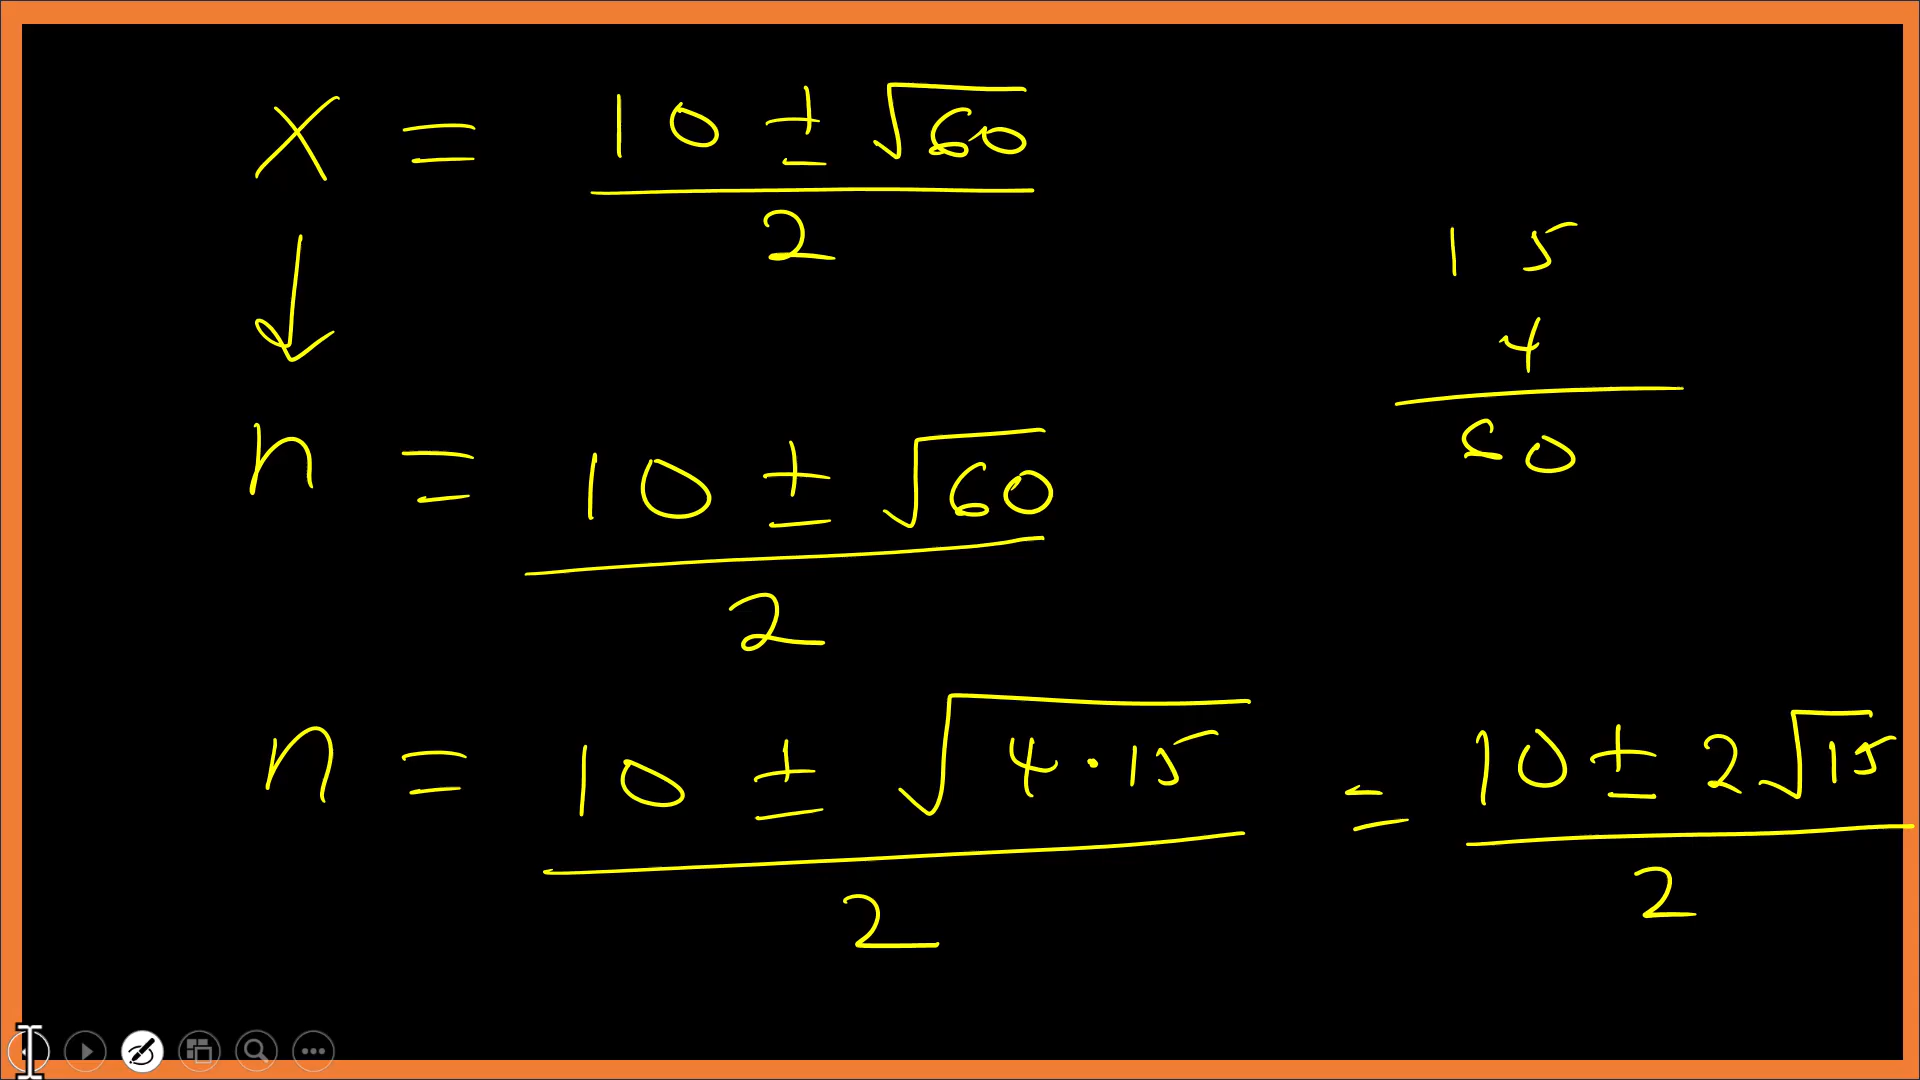 x = (10 ± √60) / 2
15
4
60
n = (10 ± √60) / 2
n = (10 ± √(4·15)) / 2 = (10 ± 2√15) / 2